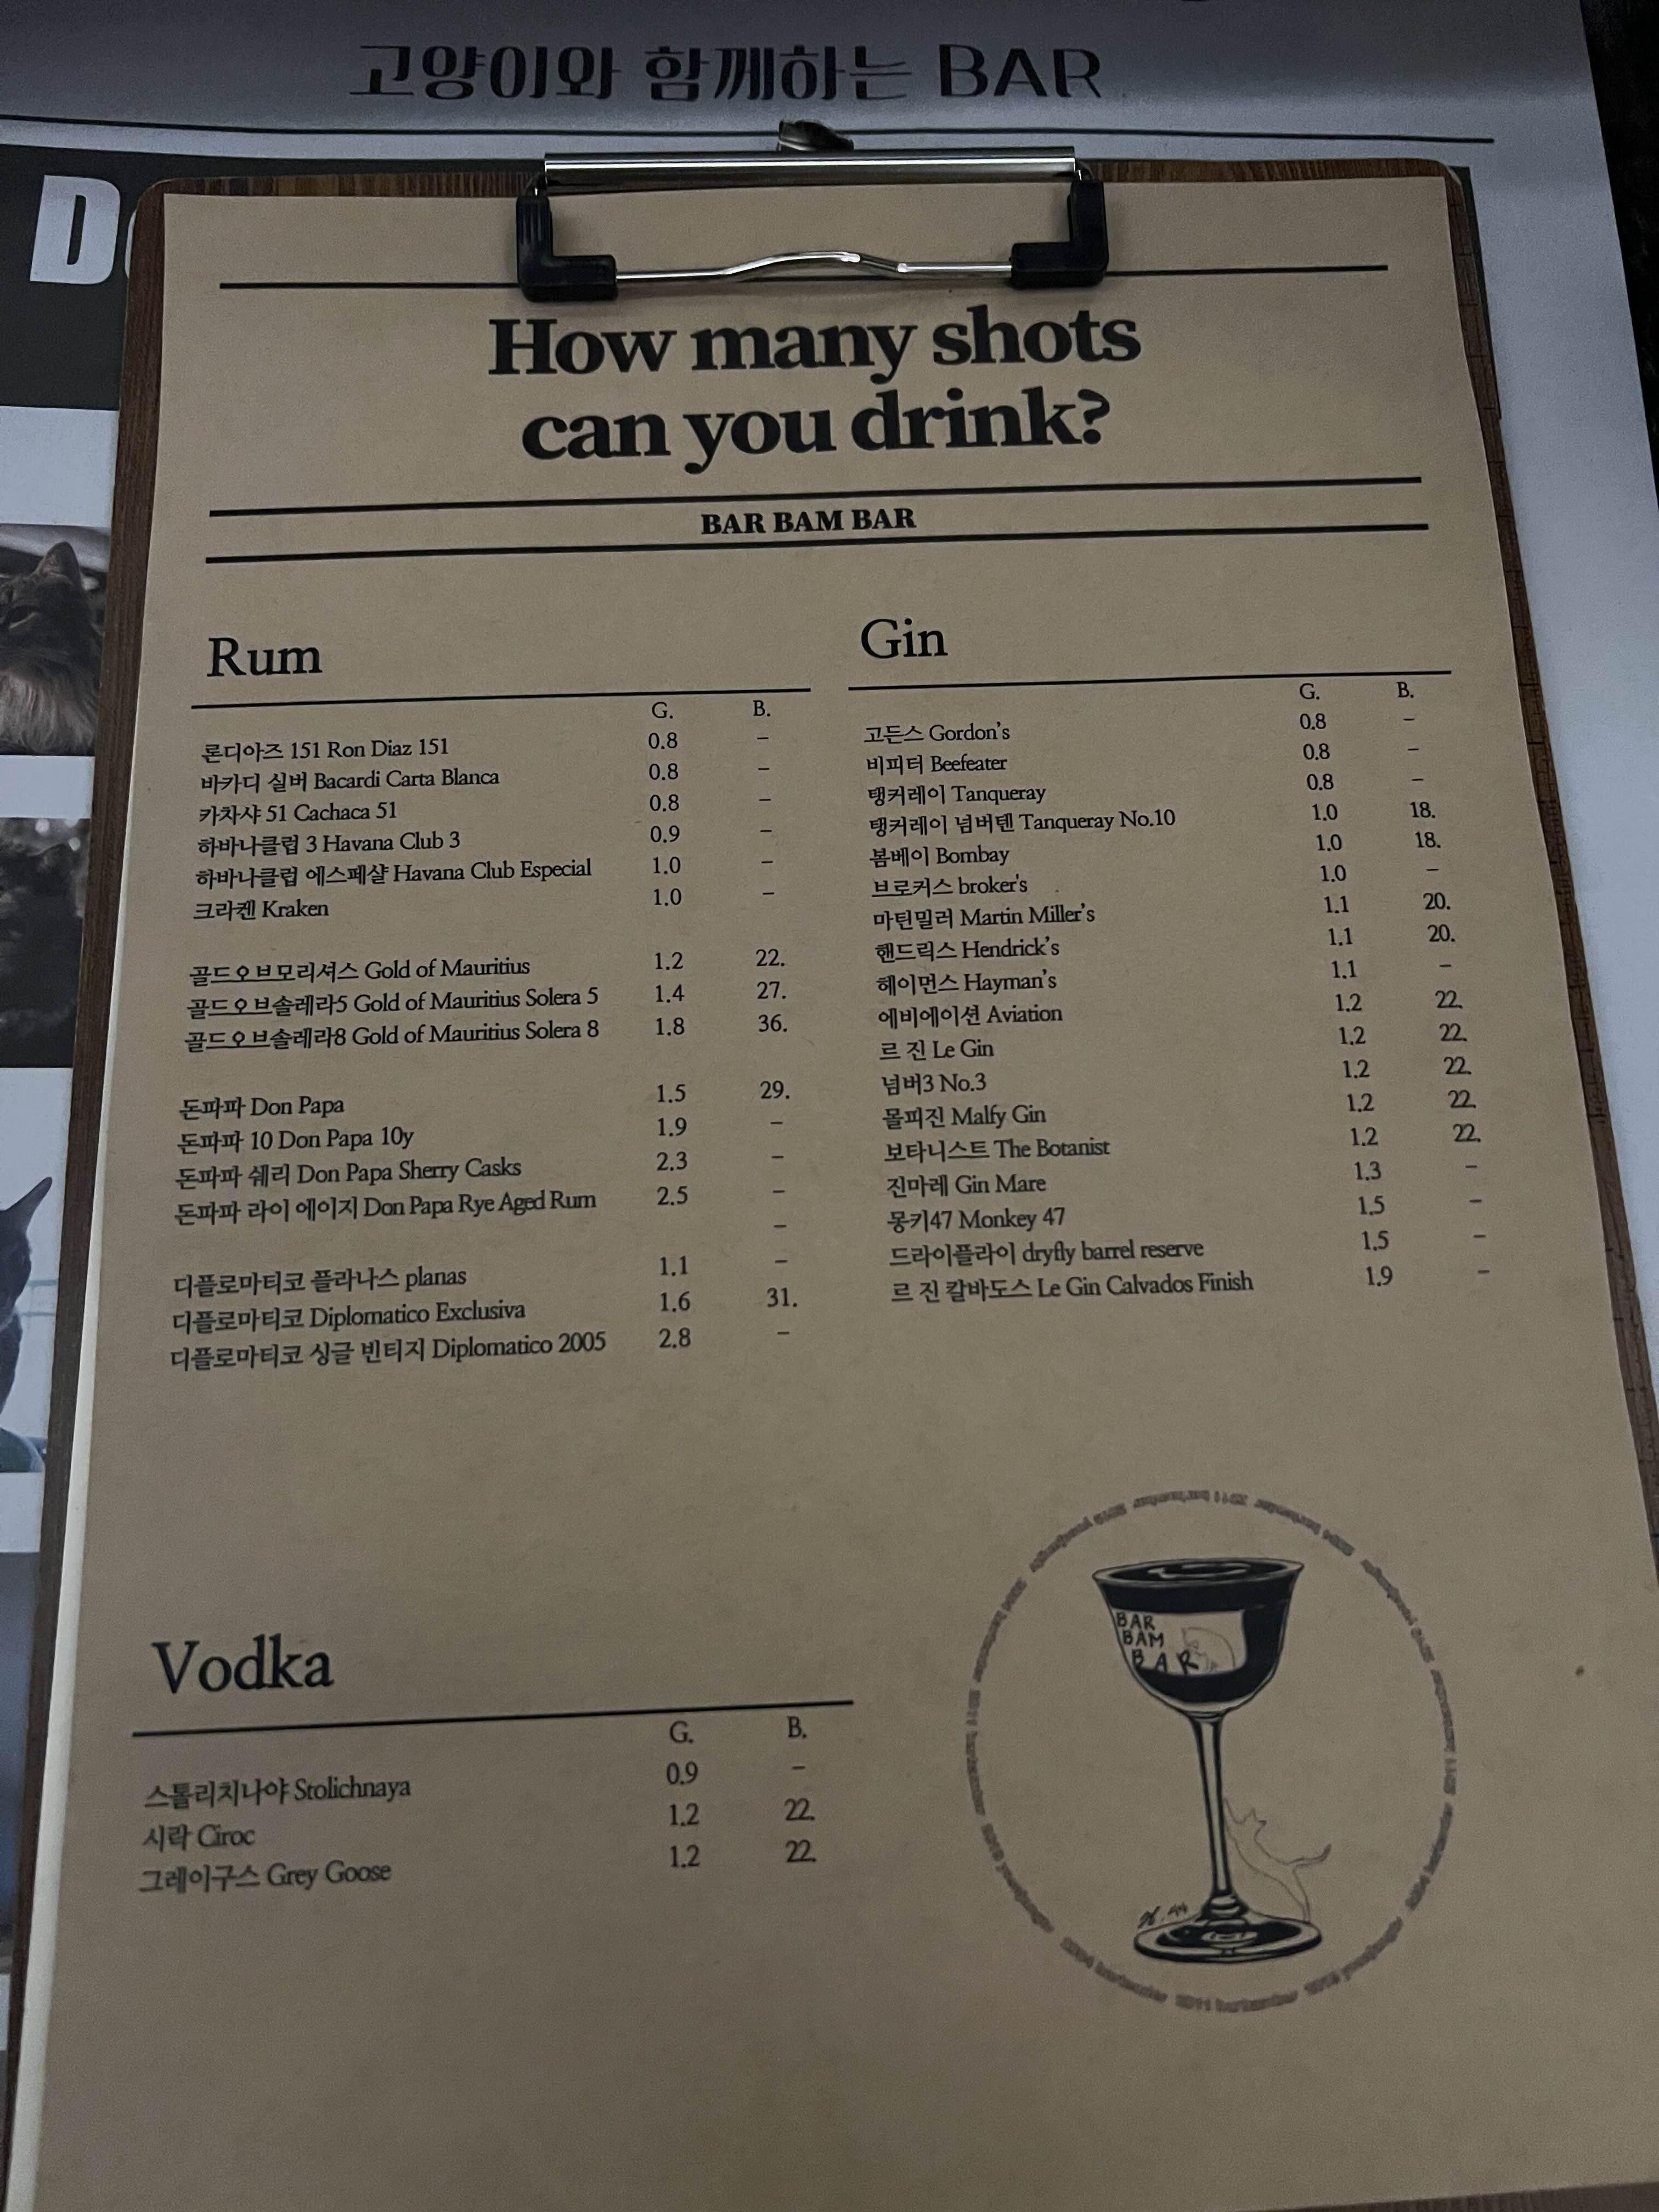 고양이와 함께하는 BAR
D
How many shots
can you drink?
BAR BAM BAR
Rum
G. B.
론디아즈 151 Ron Diaz 151 0.8 –
바카디 실버 Bacardi Carta Blanca 0.8 –
카차샤 51 Cachaca 51 0.8 –
하바나클럽 3 Havana Club 3 0.9 –
하바나클럽 에스페샬 Havana Club Especial 1.0 –
크라켄 Kraken 1.0 –
골드오브모리셔스 Gold of Mauritius 1.2 22.
골드오브솔레라5 Gold of Mauritius Solera 5 1.4 27.
골드오브솔레라8 Gold of Mauritius Solera 8 1.8 36.
돈파파 Don Papa 1.5 29.
돈파파 10 Don Papa 10y 1.9 –
돈파파 쉐리 Don Papa Sherry Casks 2.3 –
돈파파 라이 에이지 Don Papa Rye Aged Rum 2.5 –
–
디플로마티코 플라나스 planas 1.1 –
디플로마티코 Diplomatico Exclusiva 1.6 31.
디플로마티코 싱글 빈티지 Diplomatico 2005 2.8 –
Gin
G. B.
고든스 Gordon's 0.8 –
비피터 Beefeater 0.8 –
탱커레이 Tanqueray 0.8 –
탱커레이 넘버텐 Tanqueray No.10 1.0 18.
봄베이 Bombay 1.0 18.
브로커스 broker's 1.0 –
마틴밀러 Martin Miller's 1.1 20.
핸드릭스 Hendrick's 1.1 20.
헤이먼스 Hayman's 1.1 –
에비에이션 Aviation 1.2 22.
르 진 Le Gin 1.2 22.
넘버3 No.3 1.2 22.
몰피진 Malfy Gin 1.2 22.
보타니스트 The Botanist 1.2 22.
진마레 Gin Mare 1.3 –
몽키47 Monkey 47 1.5 –
드라이플라이 dryfly barrel reserve 1.5 –
르 진 칼바도스 Le Gin Calvados Finish 1.9 –
Vodka
G. B.
스톨리치나야 Stolichnaya 0.9 –
시락 Ciroc 1.2 22.
그레이구스 Grey Goose 1.2 22.
BAR
BAM
BAR